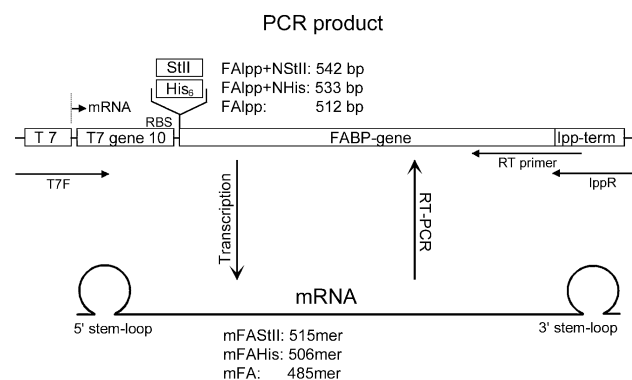 PCR product
StII
His6
FAlpp+NStII: 542 bp
FAlpp+NHis: 533 bp
FAlpp: 512 bp
mRNA
RBS
T 7
T7 gene 10
FABP-gene
lpp-term
T7F
RT primer
lppR
Transcription
RT-PCR
mRNA
5' stem-loop
3' stem-loop
mFAStII: 515mer
mFAHis: 506mer
mFA: 485mer